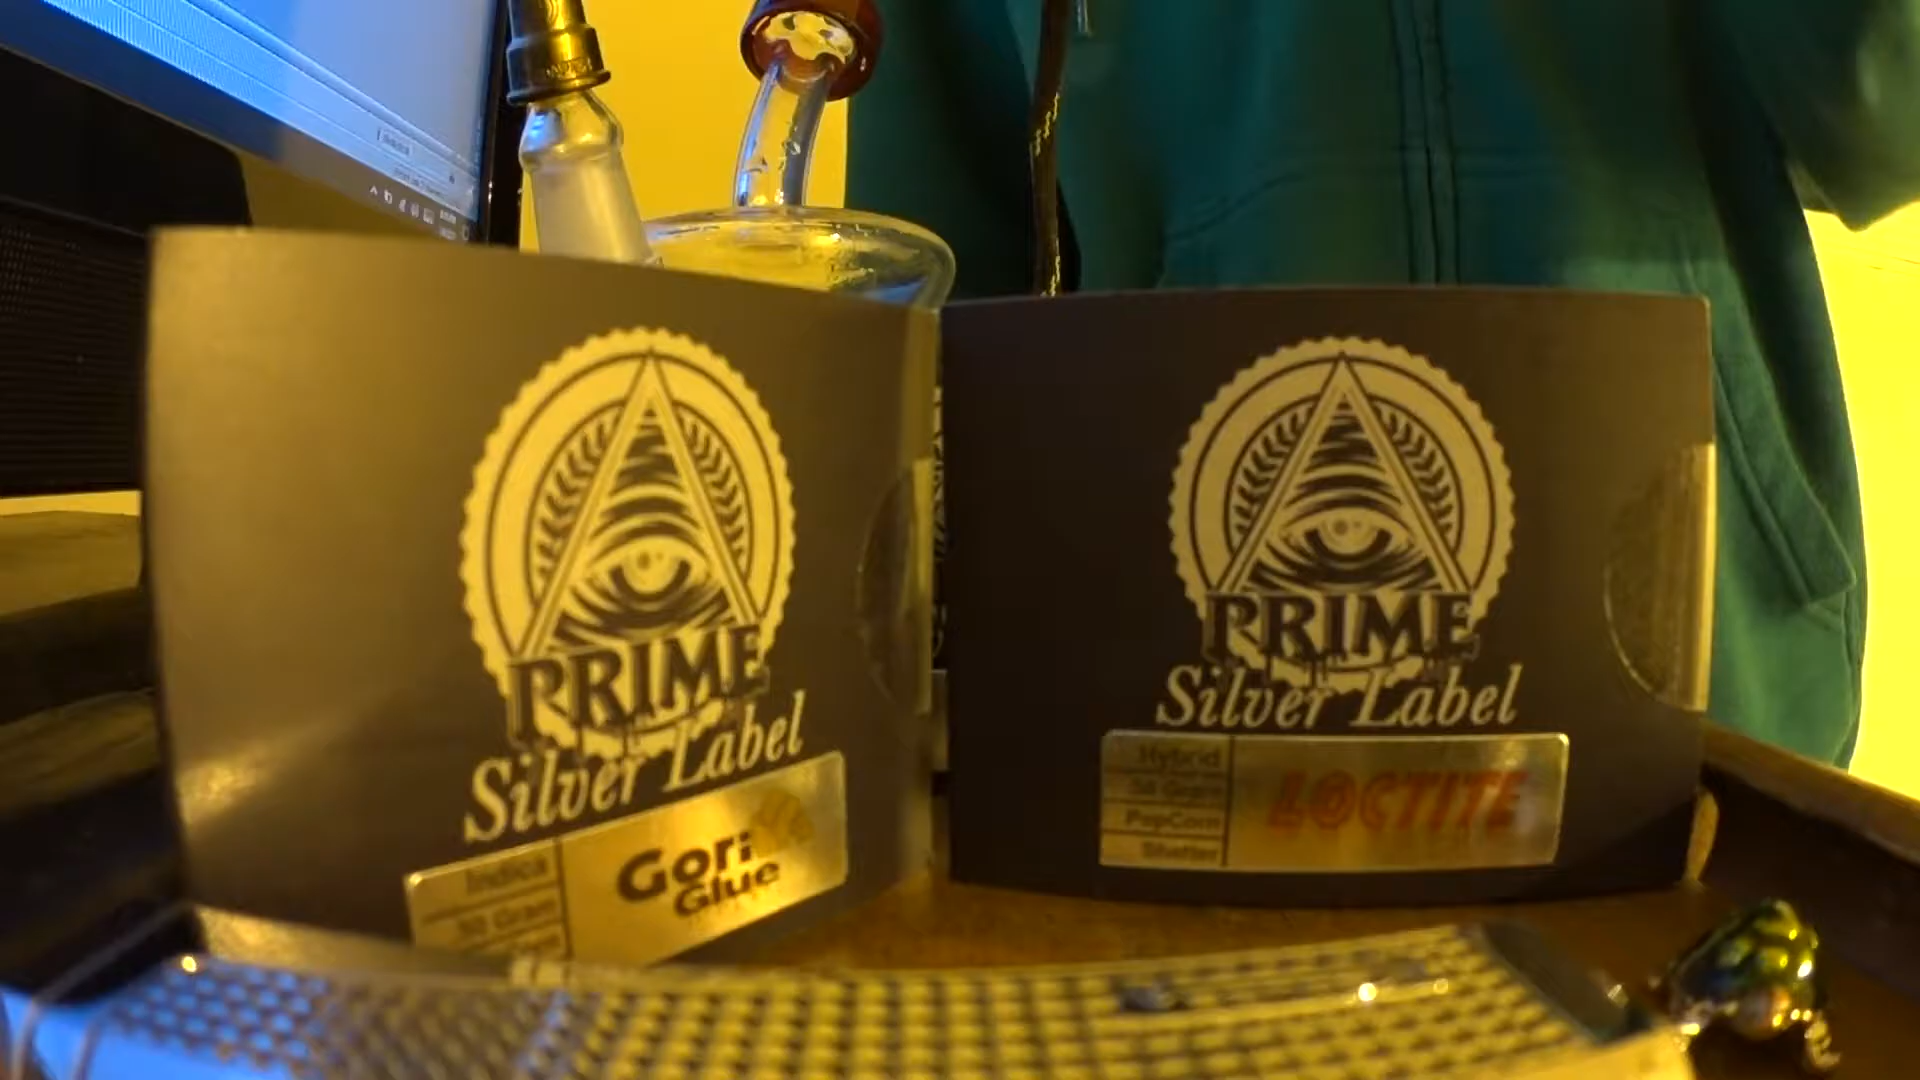 PRIME
Silver Label
Indica
Gori
Glue
PRIME
Silver Label
Hybrid
PopCorn
Shatter
LOCTITE